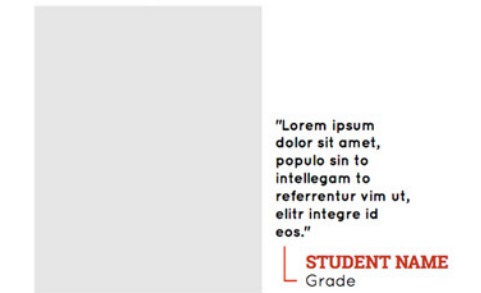 "Lorem ipsum
dolor sit amet,
populo sin to
intellegam to
referrentur vim ut,
elitr integre id
eos."
STUDENT NAME
Grade